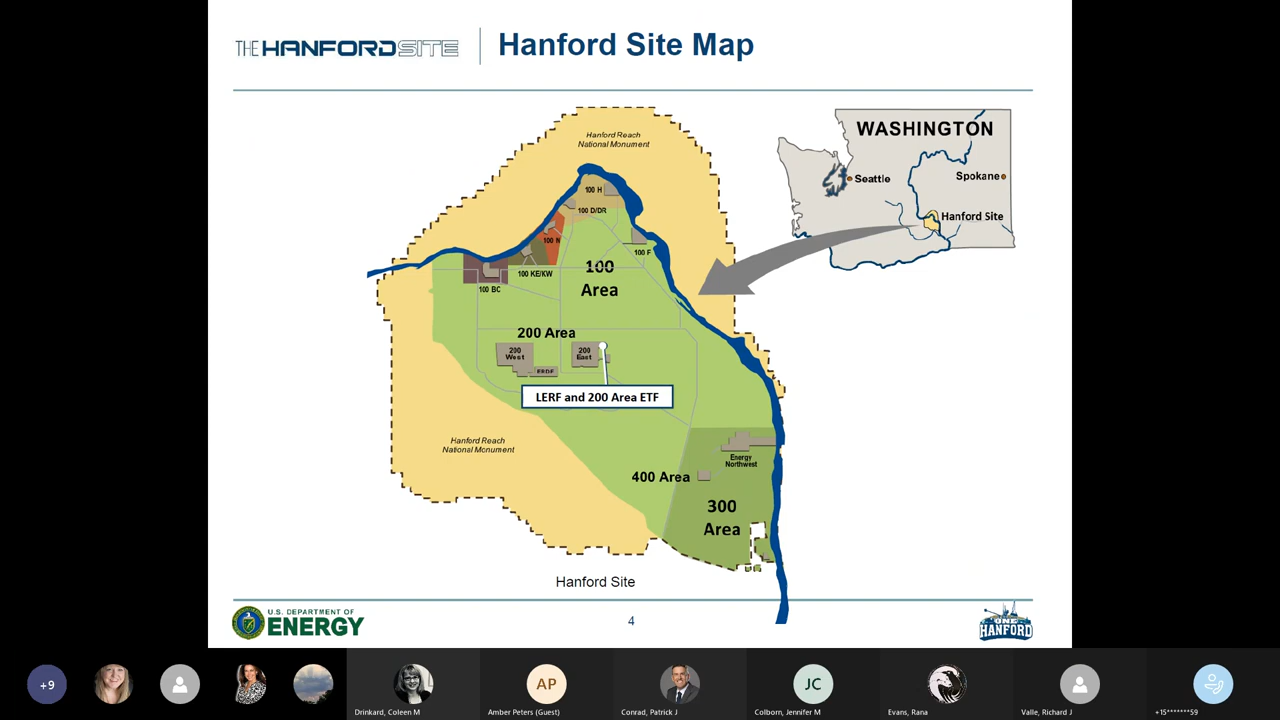 THE HANFORD SITE
Hanford Site Map
Hanford Reach
National Monument
WASHINGTON
Seattle
Spokane
Hanford Site
100 H
100 D/DR
100 N
100 F
100 KE/KW
100 BC
100
Area
200 Area
200
West
200
East
ERDF
LERF and 200 Area ETF
Hanford Reach
National Monument
Energy
Northwest
400 Area
300
Area
Hanford Site
U.S. DEPARTMENT OF
ENERGY
4
ONE
HANFORD
+9
Drinkard, Coleen M
AP
Amber Peters (Guest)
Conrad, Patrick J
JC
Colborn, Jennifer M
Evans, Rana
Valle, Richard J
+15*******59